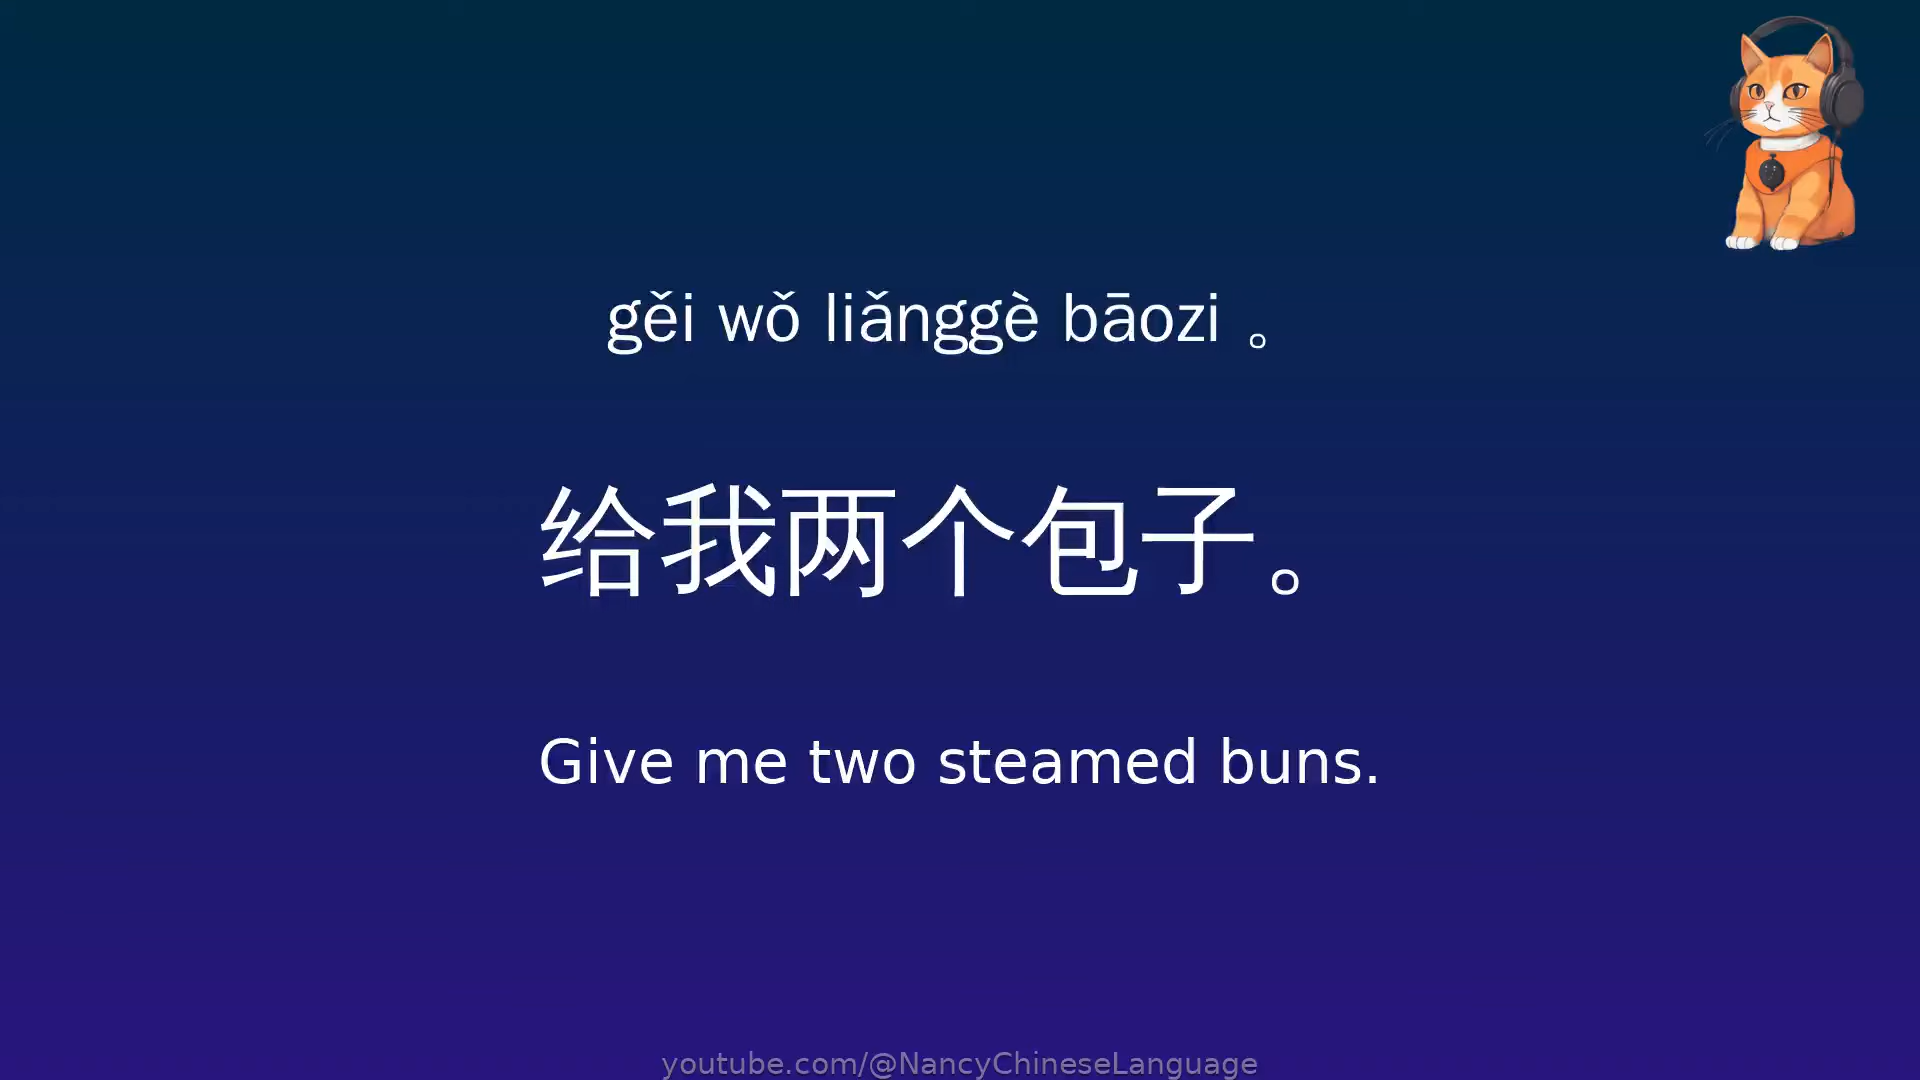 gěi wǒ liǎnggè bāozi 。
给我两个包子。
Give me two steamed buns.
youtube.com/@NancyChineseLanguage